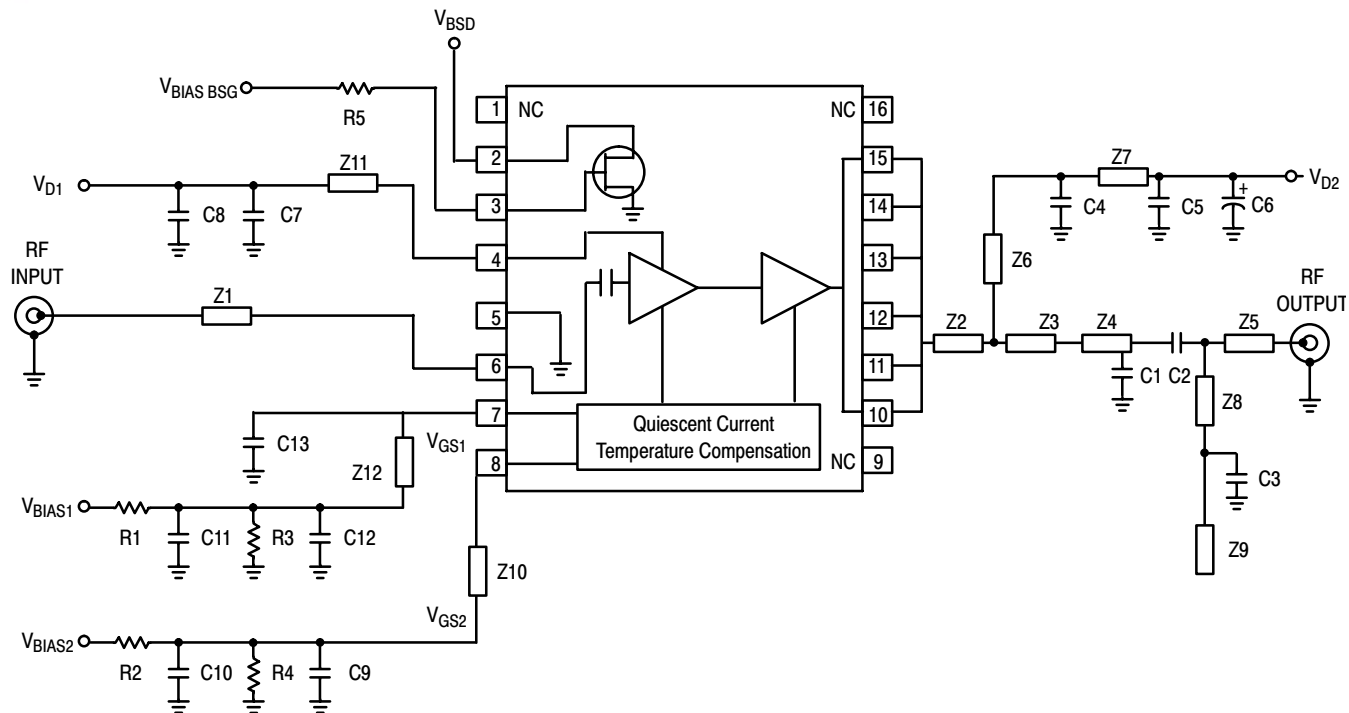 VBSD
VBIAS BSG
R5
1 NC
NC 16
2
15
Z11
Z7
VD1
VD2
3
14
C8 C7
C4 C5 + C6
RF
INPUT
4
13
Z6
RF
OUTPUT
Z1
5
12
Z2 Z3 Z4 Z5
6
11
C1 C2
7
10
Z8
Quiescent Current
Temperature Compensation
C13
VGS1
Z12
8
NC 9
C3
VBIAS1
R1 C11 R3 C12
Z10
Z9
VGS2
VBIAS2
R2 C10 R4 C9